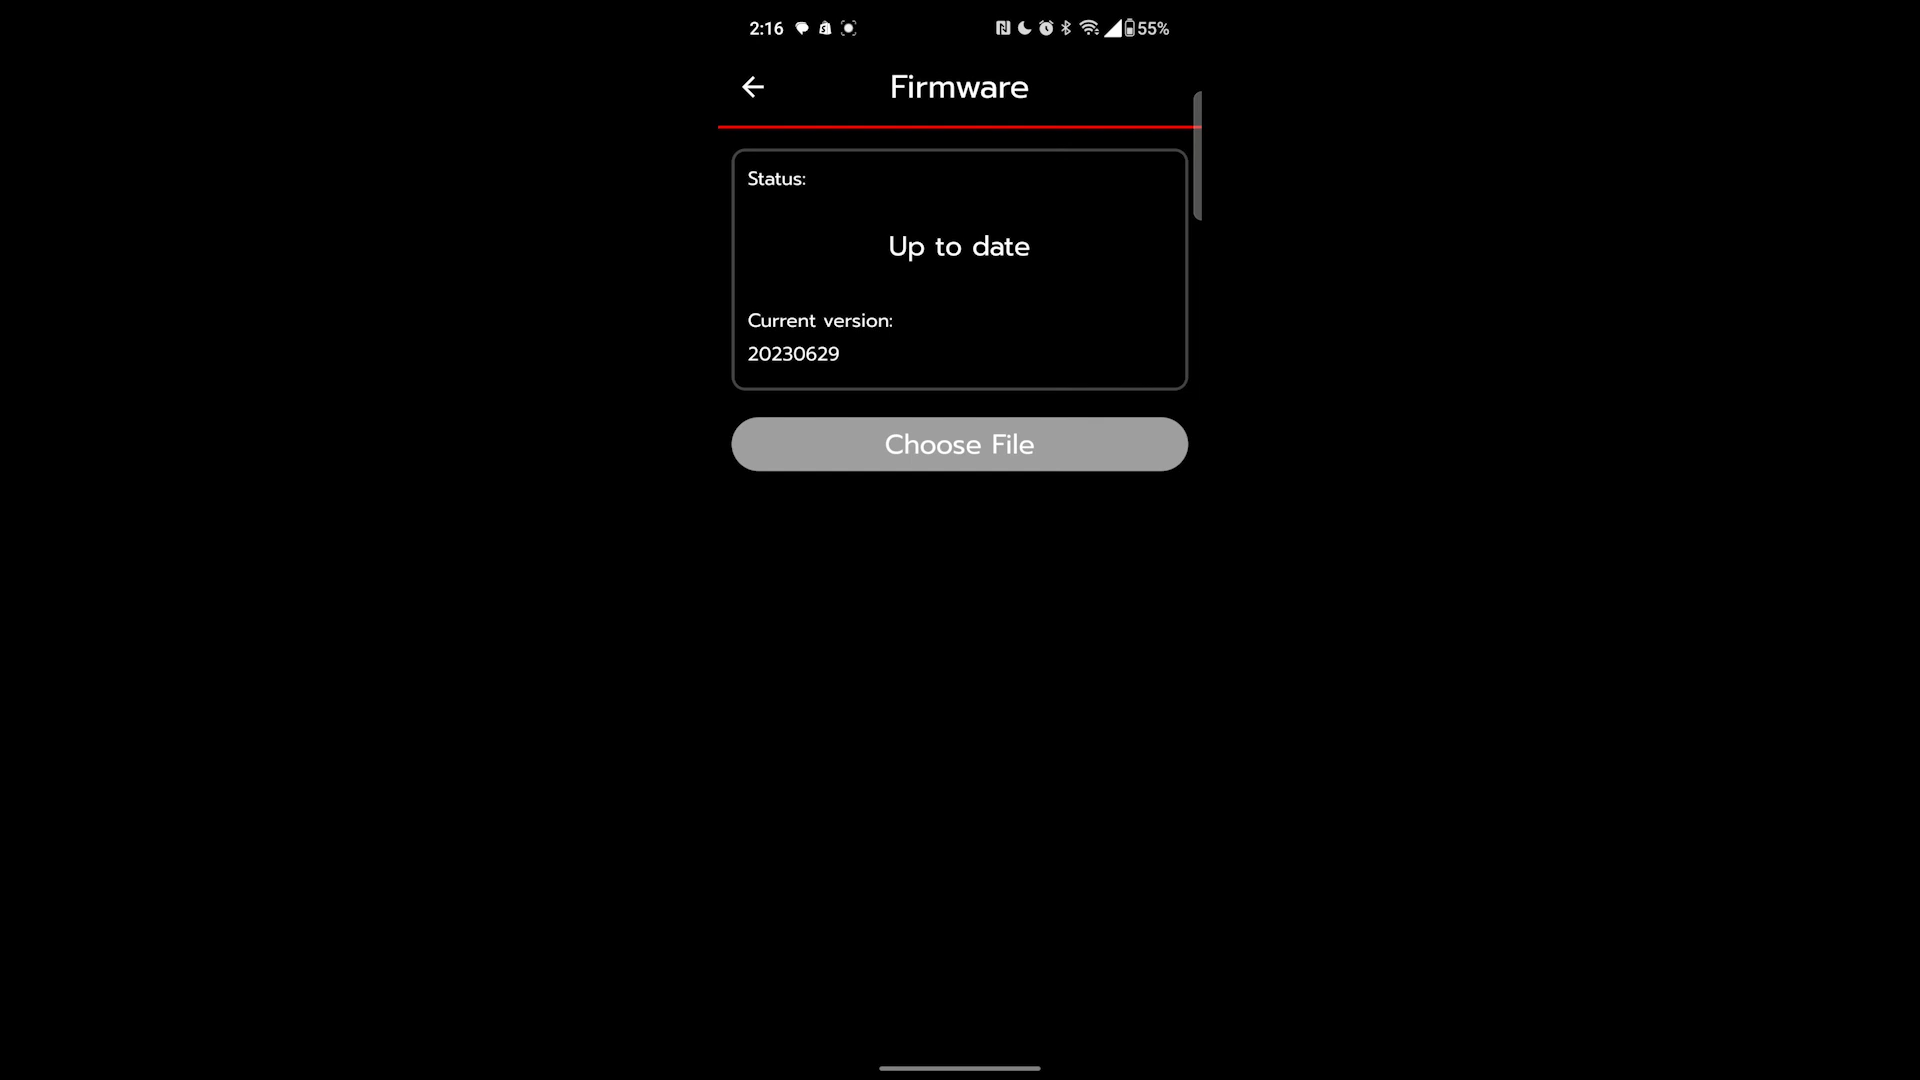 2:16 55%
Firmware
Status:
Up to date
Current version:
20230629
Choose File